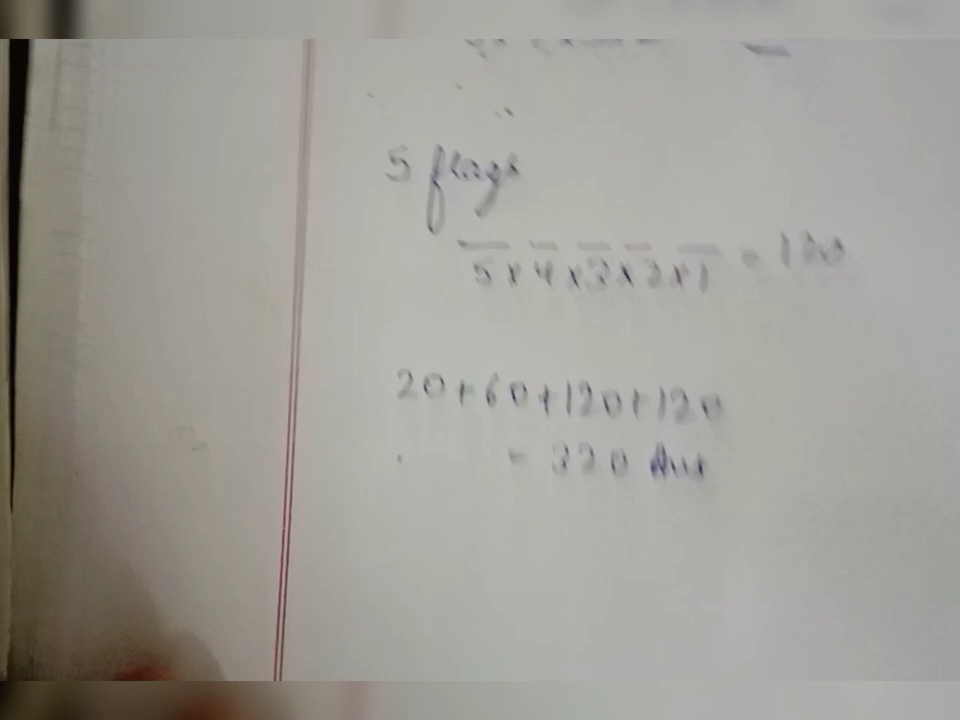 5 flags
5 x 4 x 3 x 2 x 1 = 120
20 + 60 + 120 + 120
= 320 Ans